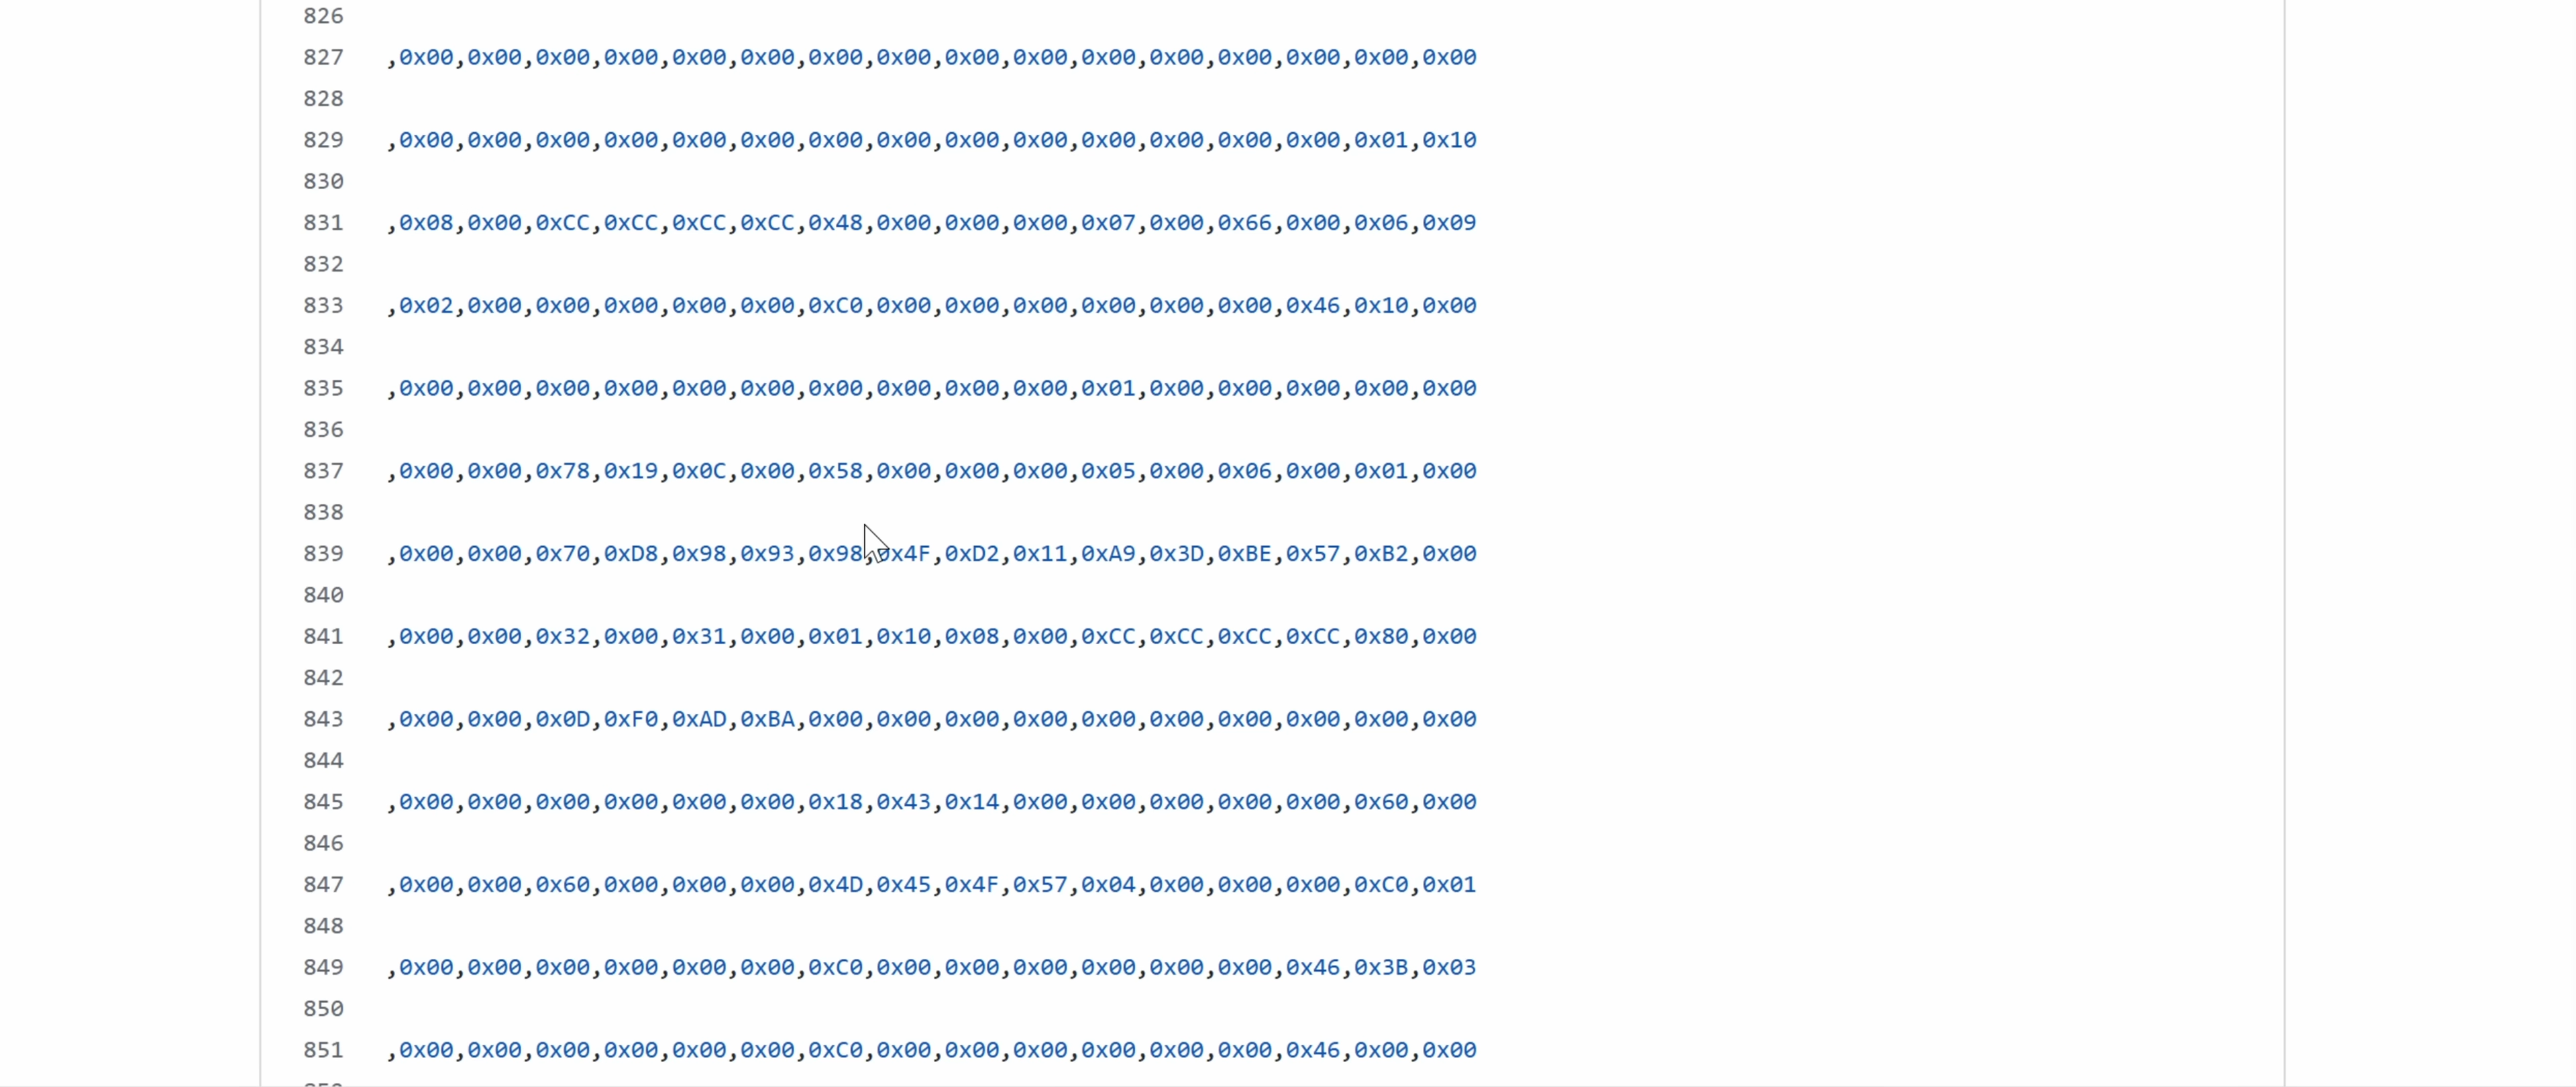 826
827 ,0x00,0x00,0x00,0x00,0x00,0x00,0x00,0x00,0x00,0x00,0x00,0x00,0x00,0x00,0x00,0x00
828
829 ,0x00,0x00,0x00,0x00,0x00,0x00,0x00,0x00,0x00,0x00,0x00,0x00,0x00,0x00,0x01,0x10
830
831 ,0x08,0x00,0xCC,0xCC,0xCC,0xCC,0x48,0x00,0x00,0x00,0x07,0x00,0x66,0x00,0x06,0x09
832
833 ,0x02,0x00,0x00,0x00,0x00,0x00,0xC0,0x00,0x00,0x00,0x00,0x00,0x00,0x46,0x10,0x00
834
835 ,0x00,0x00,0x00,0x00,0x00,0x00,0x00,0x00,0x00,0x00,0x01,0x00,0x00,0x00,0x00,0x00
836
837 ,0x00,0x00,0x78,0x19,0x0C,0x00,0x58,0x00,0x00,0x00,0x05,0x00,0x06,0x00,0x01,0x00
838
839 ,0x00,0x00,0x70,0xD8,0x98,0x93,0x98,0x4F,0xD2,0x11,0xA9,0x3D,0xBE,0x57,0xB2,0x00
840
841 ,0x00,0x00,0x32,0x00,0x31,0x00,0x01,0x10,0x08,0x00,0xCC,0xCC,0xCC,0xCC,0x80,0x00
842
843 ,0x00,0x00,0x0D,0xF0,0xAD,0xBA,0x00,0x00,0x00,0x00,0x00,0x00,0x00,0x00,0x00,0x00
844
845 ,0x00,0x00,0x00,0x00,0x00,0x00,0x18,0x43,0x14,0x00,0x00,0x00,0x00,0x00,0x60,0x00
846
847 ,0x00,0x00,0x60,0x00,0x00,0x00,0x4D,0x45,0x4F,0x57,0x04,0x00,0x00,0x00,0xC0,0x01
848
849 ,0x00,0x00,0x00,0x00,0x00,0x00,0xC0,0x00,0x00,0x00,0x00,0x00,0x00,0x46,0x3B,0x03
850
851 ,0x00,0x00,0x00,0x00,0x00,0x00,0xC0,0x00,0x00,0x00,0x00,0x00,0x00,0x46,0x00,0x00